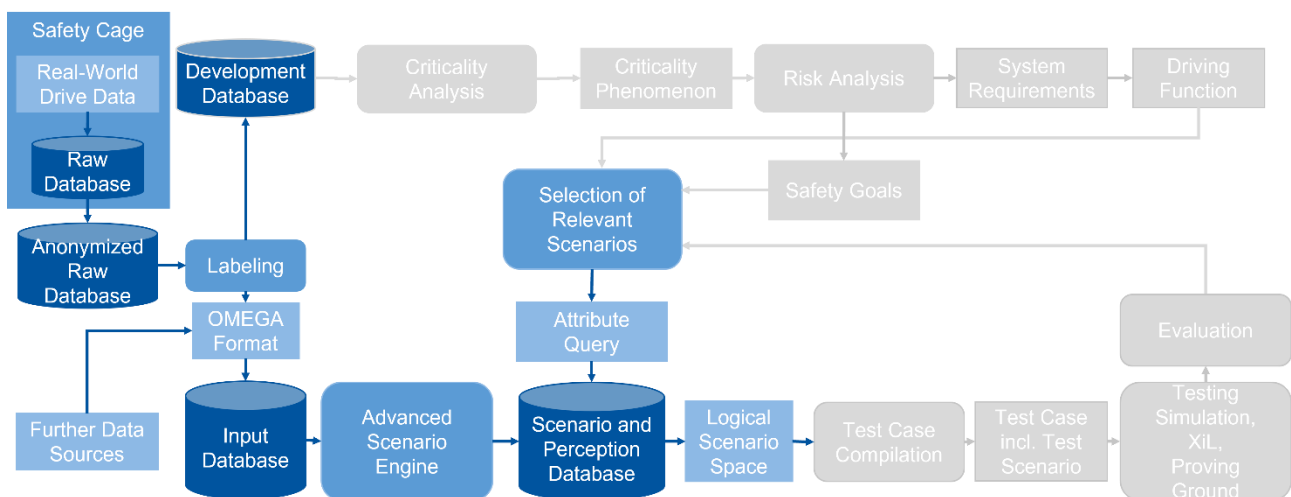 Safety Cage
Real-World
Drive Data
Raw
Database
Anonymized
Raw
Database
Development
Database
Labeling
OMEGA
Format
Further Data
Sources
Input
Database
Criticality
Analysis
Criticality
Phenomenon
Risk Analysis
System
Requirements
Driving
Function
Safety Goals
Selection of
Relevant
Scenarios
Attribute
Query
Advanced
Scenario
Engine
Scenario and
Perception
Database
Logical
Scenario
Space
Test Case
Compilation
Test Case
incl. Test
Scenario
Testing
Simulation,
XiL,
Proving
Ground
Evaluation